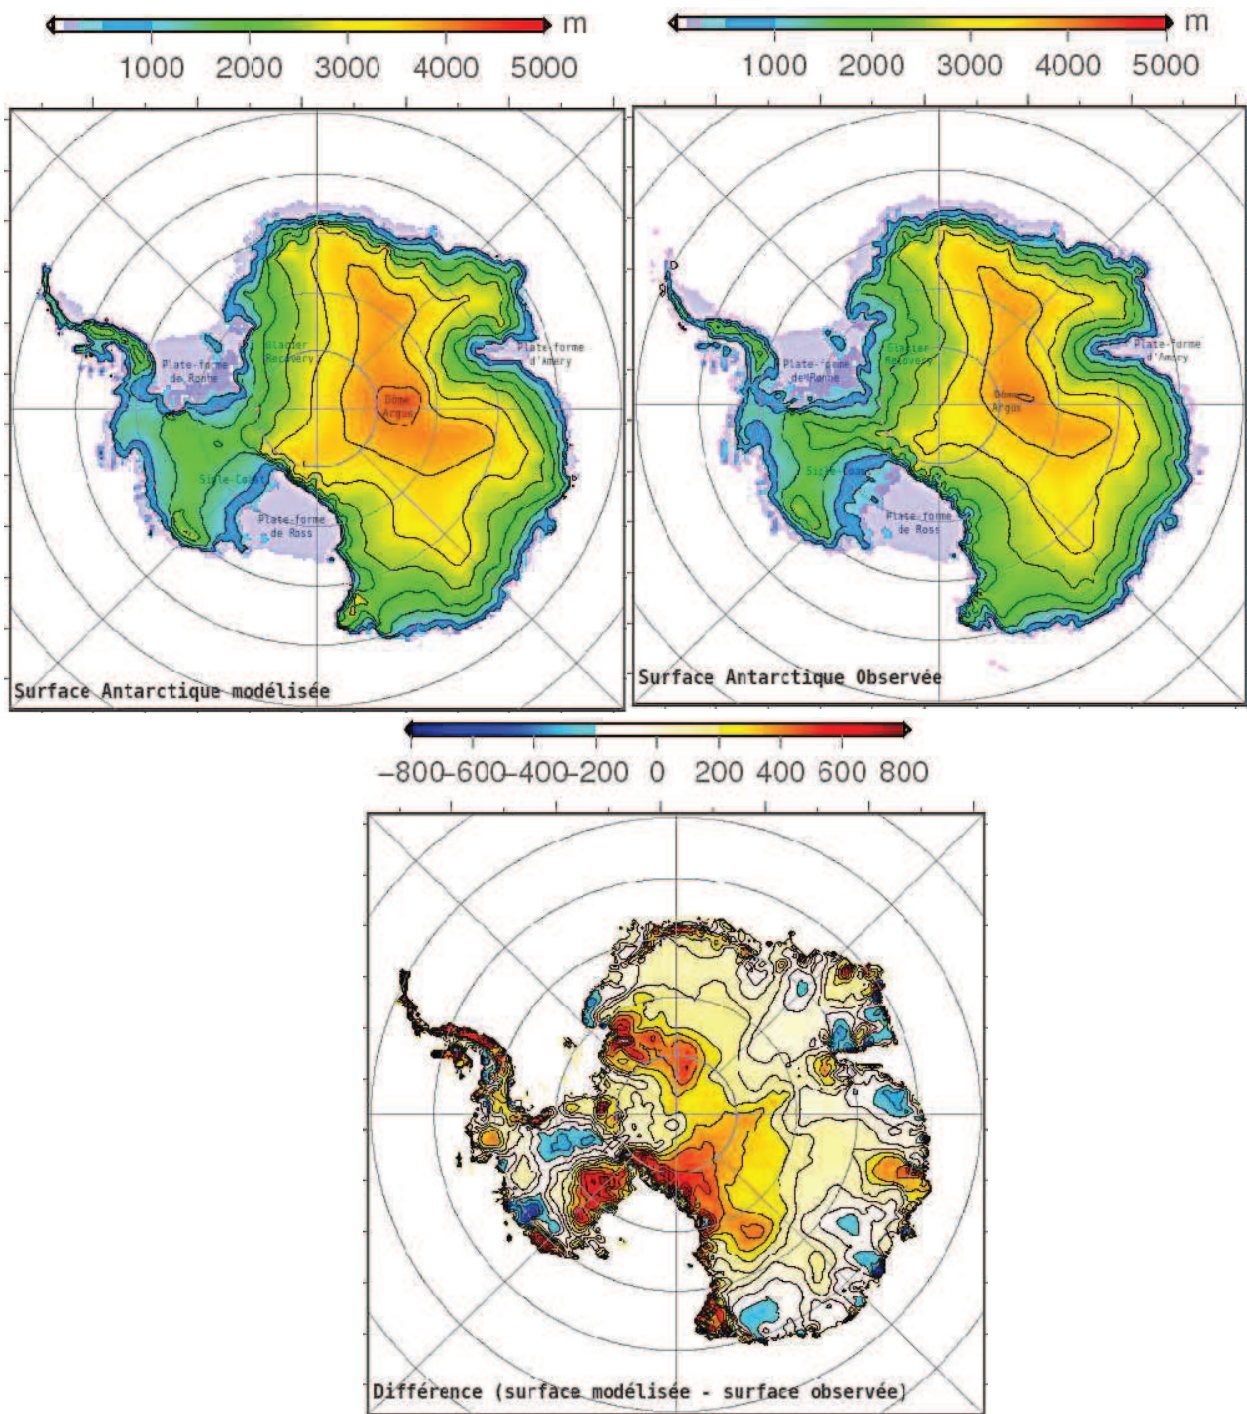 m
1000 2000 3000 4000 5000
Plate-forme
de Ronne
Glacier
Recovery
Plate-forme
d'Amery
Dôme
Argus
Siple-Coast
Plate-forme
de Ross
Surface Antarctique modélisée
m
1000 2000 3000 4000 5000
Plate-forme
de Ronne
Glacier
Recovery
Plate-forme
d'Amery
Dôme
Argus
Siple-Coast
Plate-forme
de Ross
Surface Antarctique Observée
−800 −600 −400 −200 0 200 400 600 800
Différence (surface modélisée - surface observée)